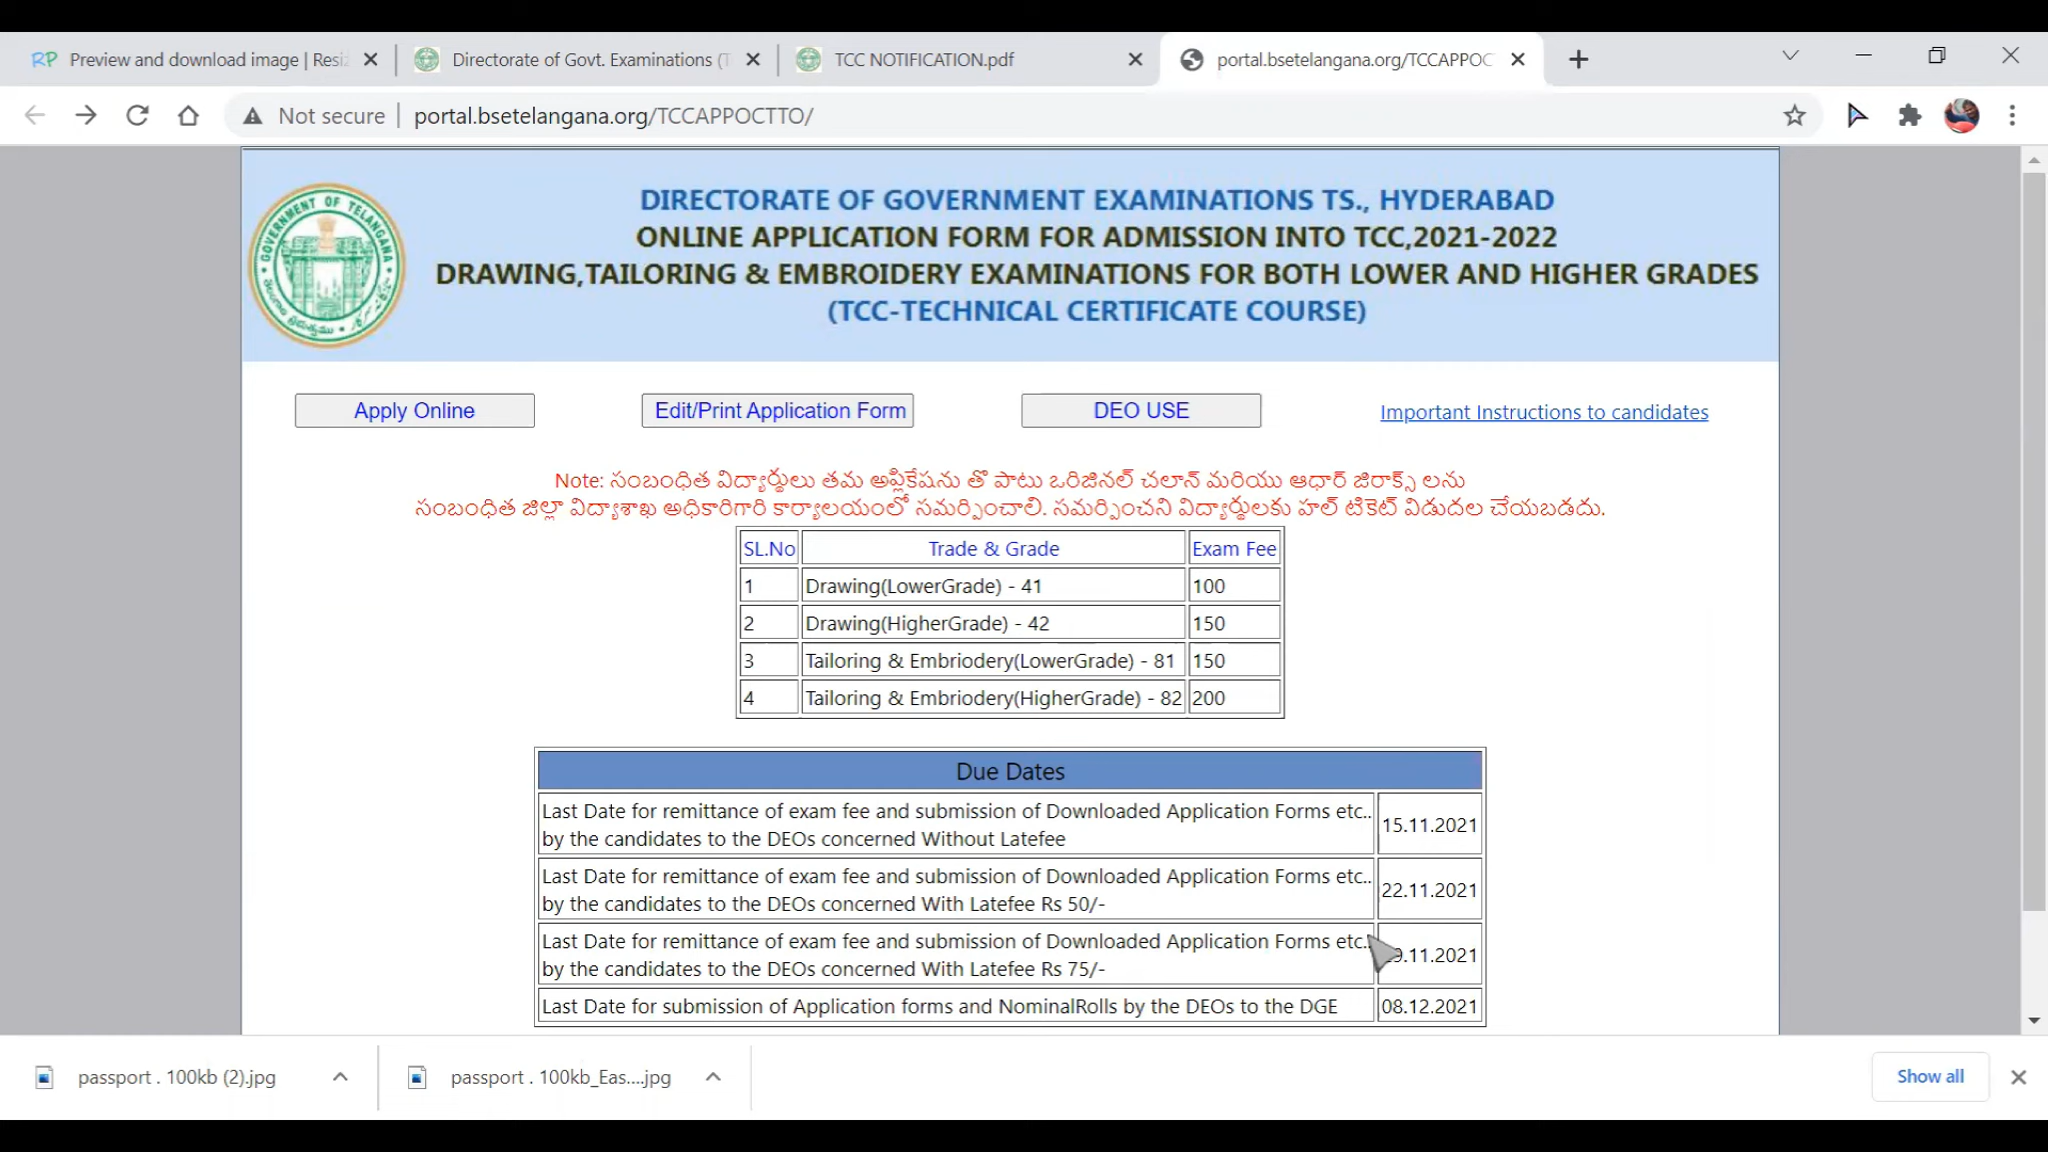 Preview and download image | Resi
Directorate of Govt. Examinations (T
TCC NOTIFICATION.pdf
portal.bsetelangana.org/TCCAPPOC
Not secure
portal.bsetelangana.org/TCCAPPOCTTO/
GOVERNMENT OF TELANGANA
DIRECTORATE OF GOVERNMENT EXAMINATIONS TS., HYDERABAD
ONLINE APPLICATION FORM FOR ADMISSION INTO TCC,2021-2022
DRAWING,TAILORING & EMBROIDERY EXAMINATIONS FOR BOTH LOWER AND HIGHER GRADES
(TCC-TECHNICAL CERTIFICATE COURSE)
Apply Online
Edit/Print Application Form
DEO USE
Important Instructions to candidates
Note: సంబంధిత విద్యార్థులు తమ అప్లికేషను తొ పాటు ఒరిజినల్ చలాన్ మరియు ఆధార్ జిరాక్స్ లను
సంబంధిత జిల్లా విద్యాశాఖ అధికారిగారి కార్యాలయంలో సమర్పించాలి. సమర్పించని విద్యార్థులకు హల్ టికెట్ విడుదల చేయబడదు.
SL.No Trade & Grade Exam Fee
1 Drawing(LowerGrade) - 41 100
2 Drawing(HigherGrade) - 42 150
3 Tailoring & Embriodery(LowerGrade) - 81 150
4 Tailoring & Embriodery(HigherGrade) - 82 200
Due Dates
Last Date for remittance of exam fee and submission of Downloaded Application Forms etc..
by the candidates to the DEOs concerned Without Latefee
15.11.2021
Last Date for remittance of exam fee and submission of Downloaded Application Forms etc..
by the candidates to the DEOs concerned With Latefee Rs 50/-
22.11.2021
Last Date for remittance of exam fee and submission of Downloaded Application Forms etc..
by the candidates to the DEOs concerned With Latefee Rs 75/-
9.11.2021
Last Date for submission of Application forms and NominalRolls by the DEOs to the DGE
08.12.2021
passport . 100kb (2).jpg
passport . 100kb_Eas....jpg
Show all